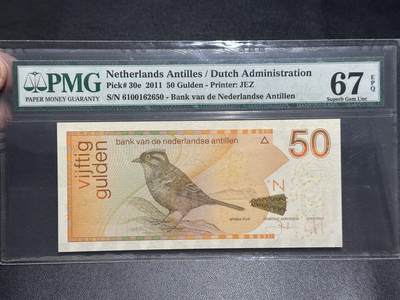 PMG
PAPER MONEY GUARANTY
Netherlands Antilles / Dutch Administration
Pick# 30e 2011 50 Gulden - Printer: JEZ
S/N 6100162650 - Bank van de Nederlandse Antillen
67 EPQ
Superb Gem Unc
bank van de nederlandse antillen
50
vijftig
gulden